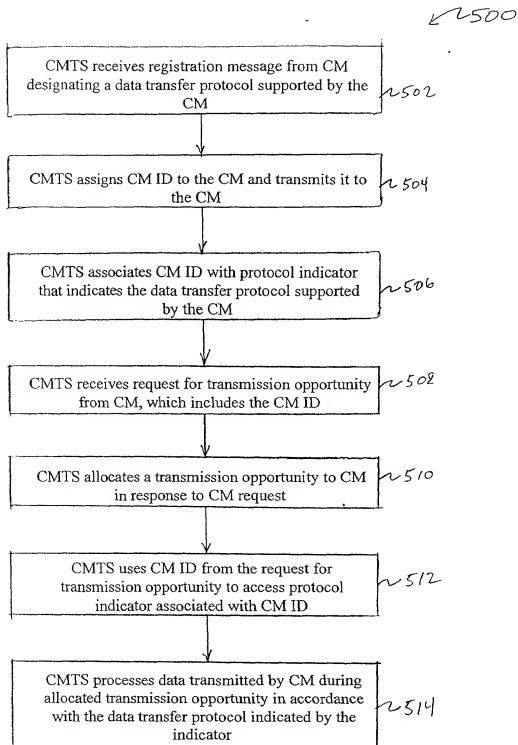 500
CMTS receives registration message from CM
designating a data transfer protocol supported by the
CM
502
CMTS assigns CM ID to the CM and transmits it to
the CM
504
CMTS associates CM ID with protocol indicator
that indicates the data transfer protocol supported
by the CM
506
CMTS receives request for transmission opportunity
from CM, which includes the CM ID
508
CMTS allocates a transmission opportunity to CM
in response to CM request
510
CMTS uses CM ID from the request for
transmission opportunity to access protocol
indicator associated with CM ID
512
CMTS processes data transmitted by CM during
allocated transmission opportunity in accordance
with the data transfer protocol indicated by the
indicator
514